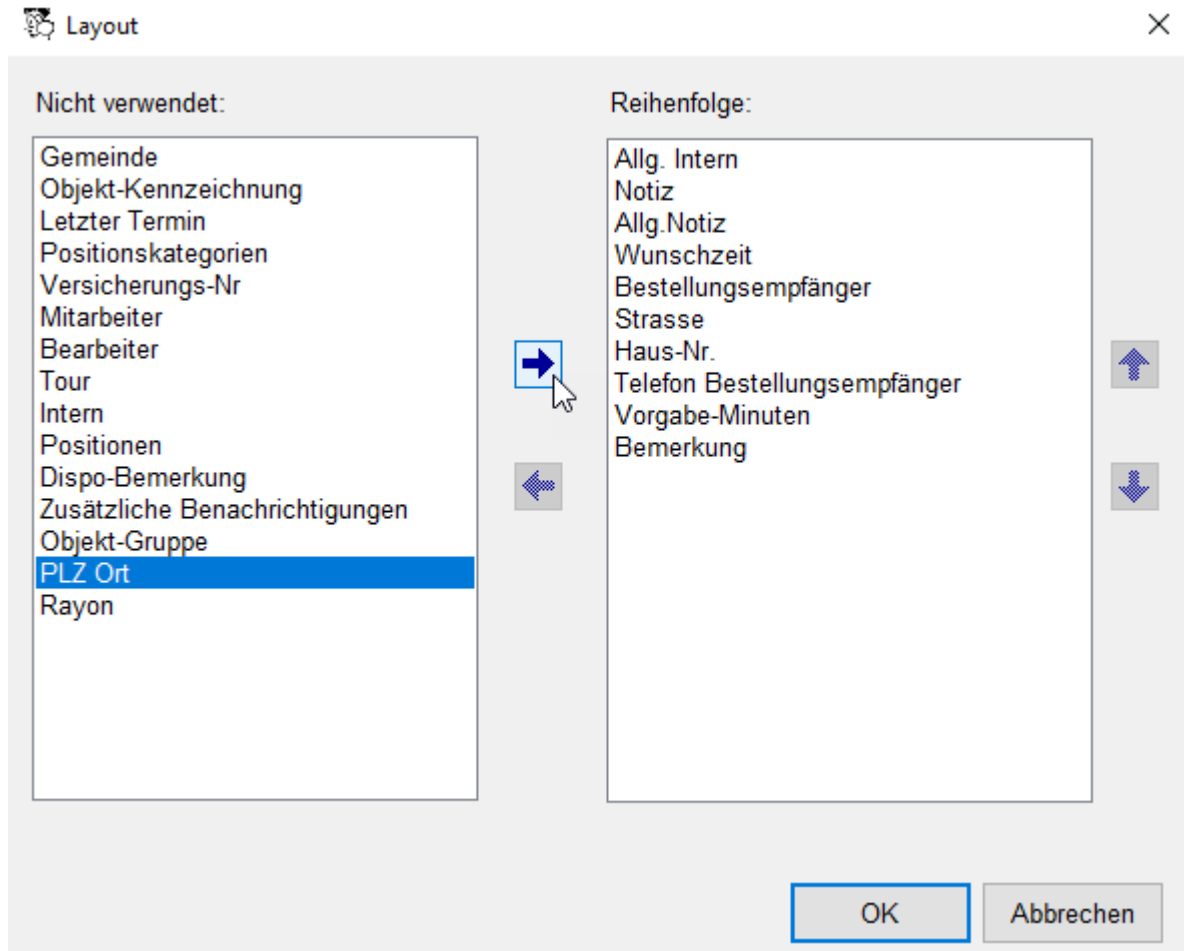 Layout
Nicht verwendet:
Gemeinde
Objekt-Kennzeichnung
Letzter Termin
Positionskategorien
Versicherungs-Nr
Mitarbeiter
Bearbeiter
Tour
Intern
Positionen
Dispo-Bemerkung
Zusätzliche Benachrichtigungen
Objekt-Gruppe
PLZ Ort
Rayon
Reihenfolge:
Allg. Intern
Notiz
Allg.Notiz
Wunschzeit
Bestellungsempfänger
Strasse
Haus-Nr.
Telefon Bestellungsempfänger
Vorgabe-Minuten
Bemerkung
OK
Abbrechen